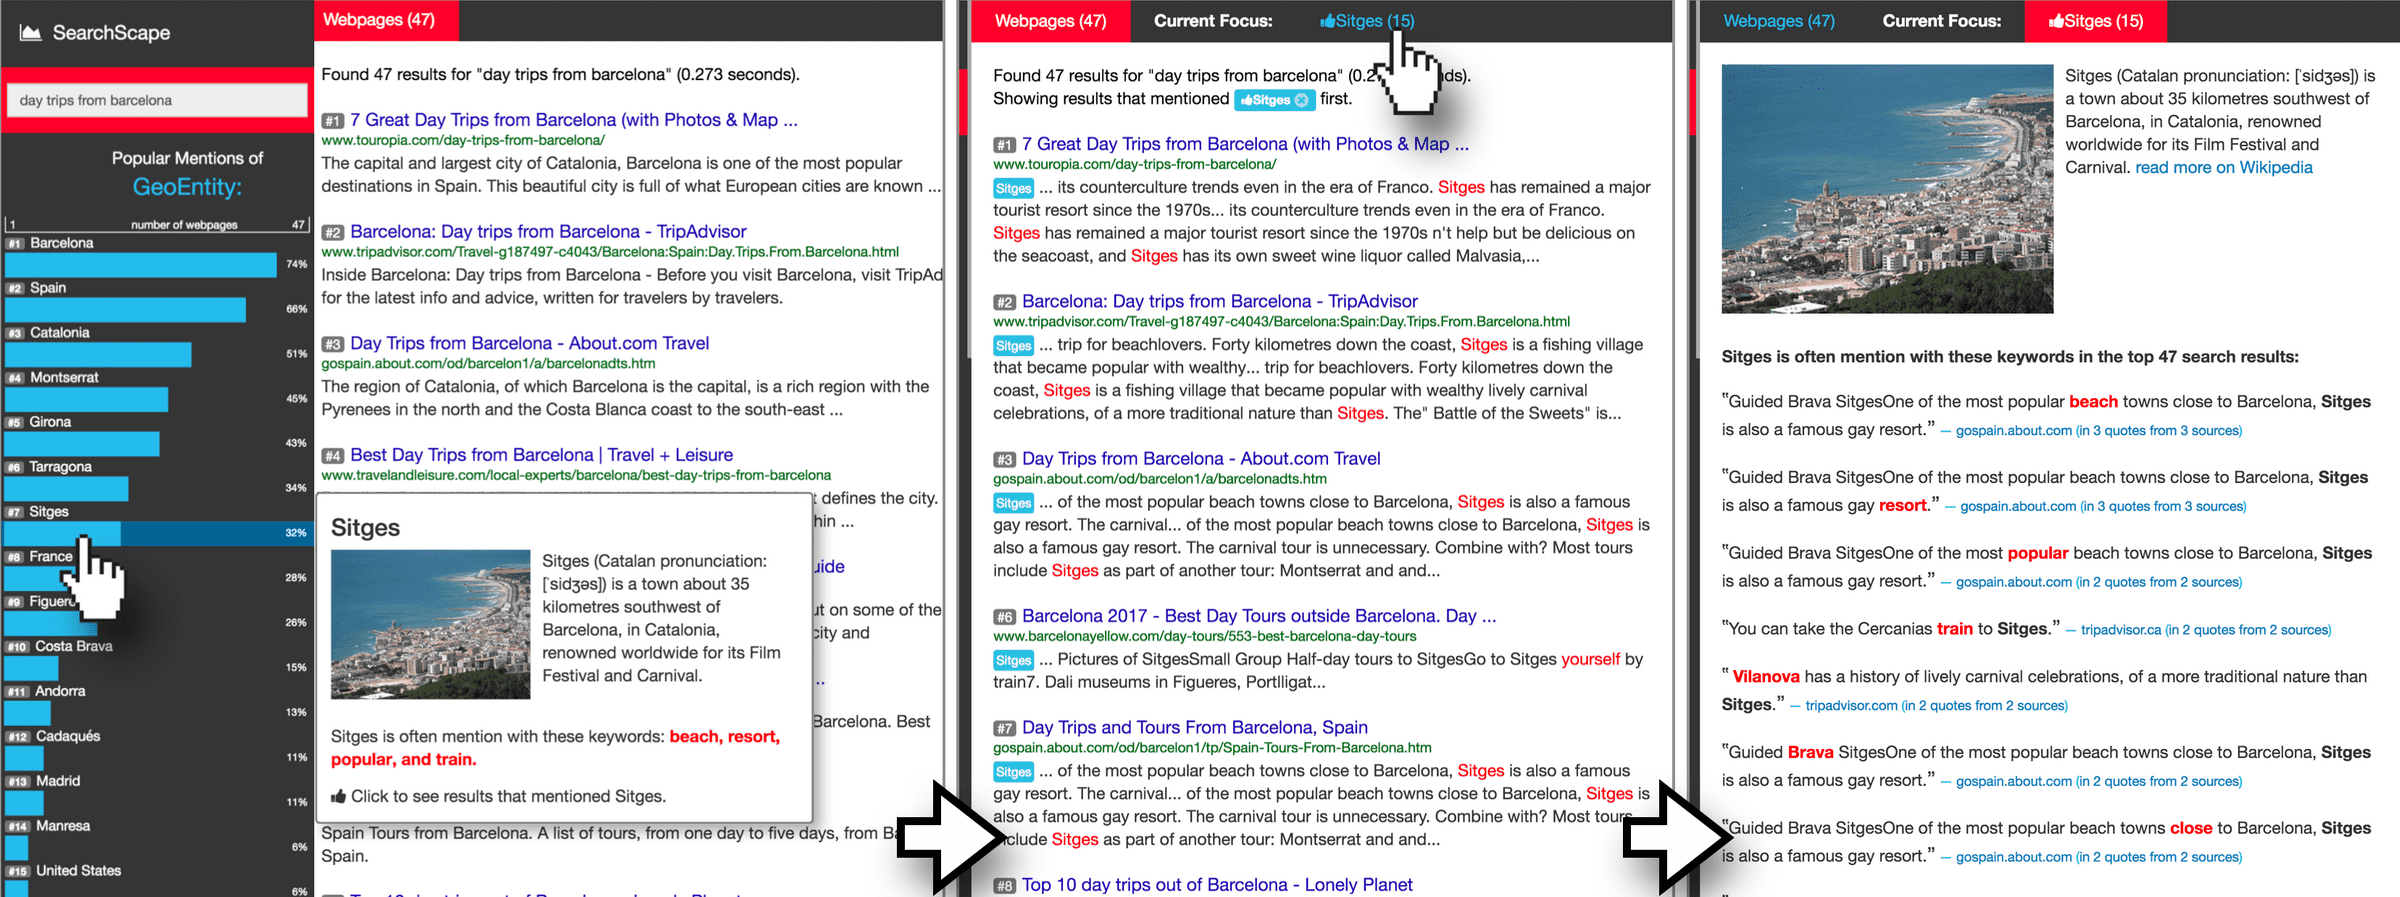 SearchScape
day trips from barcelona
Popular Mentions of
GeoEntity:
1 number of webpages 47
#1 Barcelona
74%
#2 Spain
66%
#3 Catalonia
51%
#4 Montserrat
45%
#5 Girona
43%
#6 Tarragona
34%
#7 Sitges
32%
#8 France
28%
#9 Figuer
26%
#10 Costa Brava
15%
#11 Andorra
13%
#12 Cadaqués
11%
#13 Madrid
11%
#14 Manresa
6%
#15 United States
6%
Webpages (47)
Found 47 results for "day trips from barcelona" (0.273 seconds).
#1 7 Great Day Trips from Barcelona (with Photos & Map ...
www.touropia.com/day-trips-from-barcelona/
The capital and largest city of Catalonia, Barcelona is one of the most popular
destinations in Spain. This beautiful city is full of what European cities are known ...
#2 Barcelona: Day trips from Barcelona - TripAdvisor
www.tripadvisor.com/Travel-g187497-c4043/Barcelona:Spain:Day.Trips.From.Barcelona.html
Inside Barcelona: Day trips from Barcelona - Before you visit Barcelona, visit TripAd
for the latest info and advice, written for travelers by travelers.
#3 Day Trips from Barcelona - About.com Travel
gospain.about.com/od/barcelon1/a/barcelonadts.htm
The region of Catalonia, of which Barcelona is the capital, is a rich region with the
Pyrenees in the north and the Costa Blanca coast to the south-east ...
#4 Best Day Trips from Barcelona | Travel + Leisure
www.travelandleisure.com/local-experts/barcelona/best-day-trips-from-barcelona
t defines the city.
hin ...
uide
ut on some of the
city and
..
Barcelona. Best
Sitges
Sitges (Catalan pronunciation:
[ˈsidʒəs]) is a town about 35
kilometres southwest of
Barcelona, in Catalonia,
renowned worldwide for its Film
Festival and Carnival.
Sitges is often mention with these keywords: beach, resort,
popular, and train.
Click to see results that mentioned Sitges.
Spain Tours from Barcelona. A list of tours, from one day to five days, from Ba
Spain.
Webpages (47) Current Focus: Sitges (15)
Found 47 results for "day trips from barcelona" (0.2 nds).
Showing results that mentioned Sitges first.
#1 7 Great Day Trips from Barcelona (with Photos & Map ...
www.touropia.com/day-trips-from-barcelona/
Sitges ... its counterculture trends even in the era of Franco. Sitges has remained a major
tourist resort since the 1970s... its counterculture trends even in the era of Franco.
Sitges has remained a major tourist resort since the 1970s n't help but be delicious on
the seacoast, and Sitges has its own sweet wine liquor called Malvasia,...
#2 Barcelona: Day trips from Barcelona - TripAdvisor
www.tripadvisor.com/Travel-g187497-c4043/Barcelona:Spain:Day.Trips.From.Barcelona.html
Sitges ... trip for beachlovers. Forty kilometres down the coast, Sitges is a fishing village
that became popular with wealthy... trip for beachlovers. Forty kilometres down the
coast, Sitges is a fishing village that became popular with wealthy lively carnival
celebrations, of a more traditional nature than Sitges. The" Battle of the Sweets" is...
#3 Day Trips from Barcelona - About.com Travel
gospain.about.com/od/barcelon1/a/barcelonadts.htm
Sitges ... of the most popular beach towns close to Barcelona, Sitges is also a famous
gay resort. The carnival... of the most popular beach towns close to Barcelona, Sitges is
also a famous gay resort. The carnival tour is unnecessary. Combine with? Most tours
include Sitges as part of another tour: Montserrat and and...
#6 Barcelona 2017 - Best Day Tours outside Barcelona. Day ...
www.barcelonayellow.com/day-tours/553-best-barcelona-day-tours
Sitges ... Pictures of SitgesSmall Group Half-day tours to SitgesGo to Sitges yourself by
train7. Dali museums in Figueres, Portlligat...
#7 Day Trips and Tours From Barcelona, Spain
gospain.about.com/od/barcelon1/tp/Spain-Tours-From-Barcelona.htm
Sitges ... of the most popular beach towns close to Barcelona, Sitges is also a famous
gay resort. The carnival... of the most popular beach towns close to Barcelona, Sitges is
also a famous gay resort. The carnival tour is unnecessary. Combine with? Most tours
include Sitges as part of another tour: Montserrat and and...
#8 Top 10 day trips out of Barcelona - Lonely Planet
Webpages (47) Current Focus: Sitges (15)
Sitges (Catalan pronunciation: [ˈsidʒəs]) is
a town about 35 kilometres southwest of
Barcelona, in Catalonia, renowned
worldwide for its Film Festival and
Carnival. read more on Wikipedia
Sitges is often mention with these keywords in the top 47 search results:
"Guided Brava SitgesOne of the most popular beach towns close to Barcelona, Sitges
is also a famous gay resort." — gospain.about.com (in 3 quotes from 3 sources)
"Guided Brava SitgesOne of the most popular beach towns close to Barcelona, Sitges
is also a famous gay resort." — gospain.about.com (in 3 quotes from 3 sources)
"Guided Brava SitgesOne of the most popular beach towns close to Barcelona, Sitges
is also a famous gay resort." — gospain.about.com (in 2 quotes from 2 sources)
"You can take the Cercanias train to Sitges." — tripadvisor.ca (in 2 quotes from 2 sources)
" Vilanova has a history of lively carnival celebrations, of a more traditional nature than
Sitges." — tripadvisor.com (in 2 quotes from 2 sources)
"Guided Brava SitgesOne of the most popular beach towns close to Barcelona, Sitges
is also a famous gay resort." — gospain.about.com (in 2 quotes from 2 sources)
"Guided Brava SitgesOne of the most popular beach towns close to Barcelona, Sitges
is also a famous gay resort." — gospain.about.com (in 2 quotes from 2 sources)